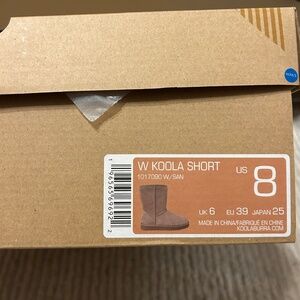 W KOOLA SHORT
1017090 W/SAN
US
8
UK 6 EU 39 JAPAN 25
MADE IN CHINA/FABRIQUÉ EN CHINE
KOOLABURRA.COM